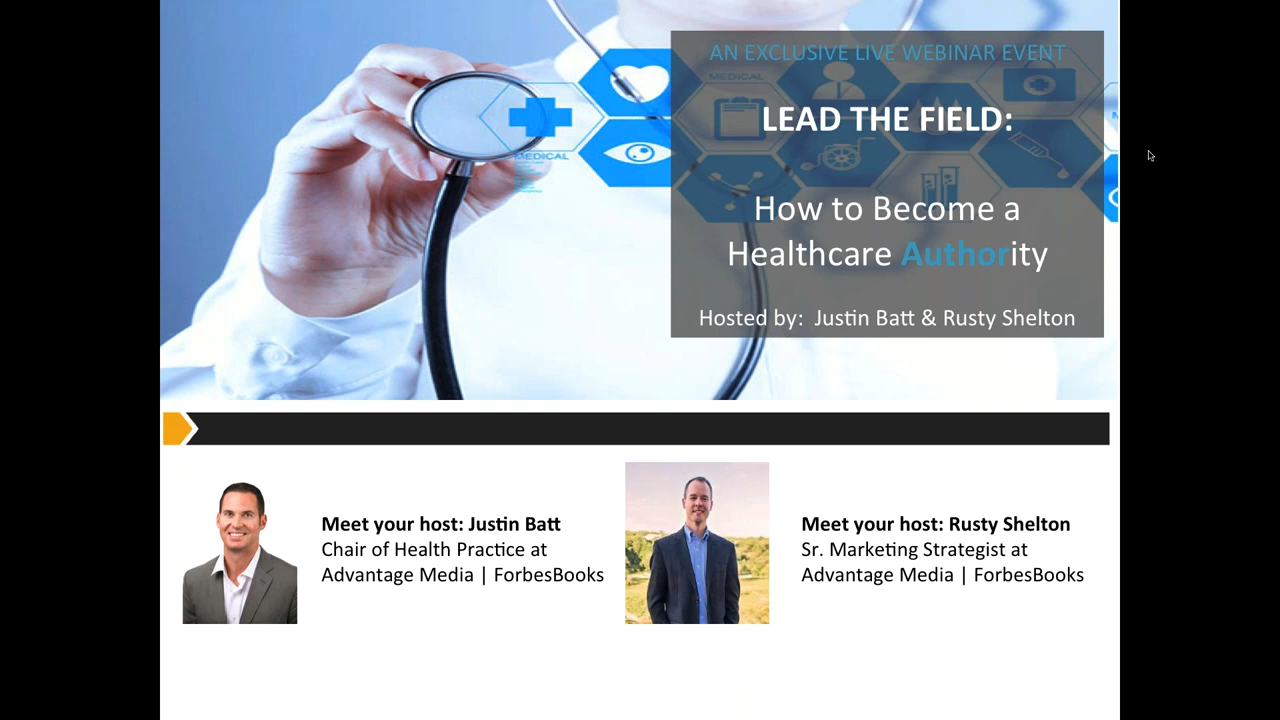 AN EXCLUSIVE LIVE WEBINAR EVENT
MEDICAL
LEAD THE FIELD:
MEDICAL
How to Become a
Healthcare Authority
Hosted by: Justin Batt & Rusty Shelton
Meet your host: Justin Batt
Chair of Health Practice at
Advantage Media | ForbesBooks
Meet your host: Rusty Shelton
Sr. Marketing Strategist at
Advantage Media | ForbesBooks